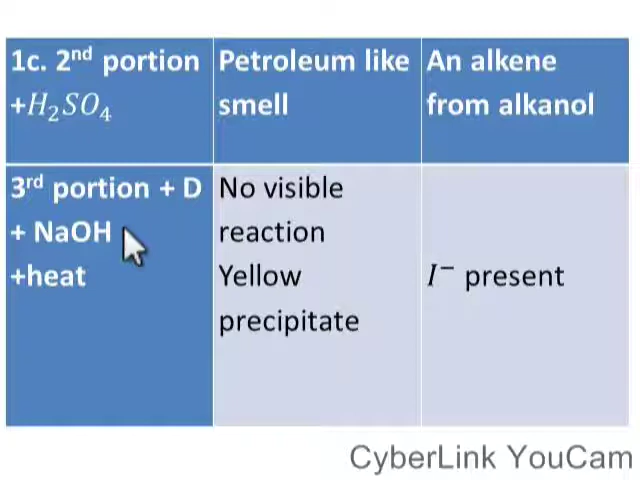 1c. 2nd portion
+H₂SO₄
Petroleum like
smell
An alkene
from alkanol
3rd portion + D
+ NaOH
+heat
No visible
reaction
Yellow
precipitate
I⁻ present
CyberLink YouCam